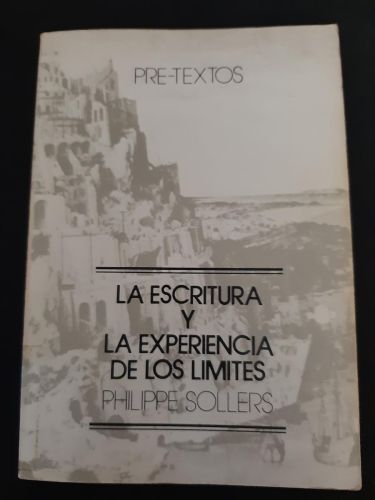 PRE-TEXTOS
LA ESCRITURA
Y
LA EXPERIENCIA
DE LOS LIMITES
PHILIPPE SOLLERS